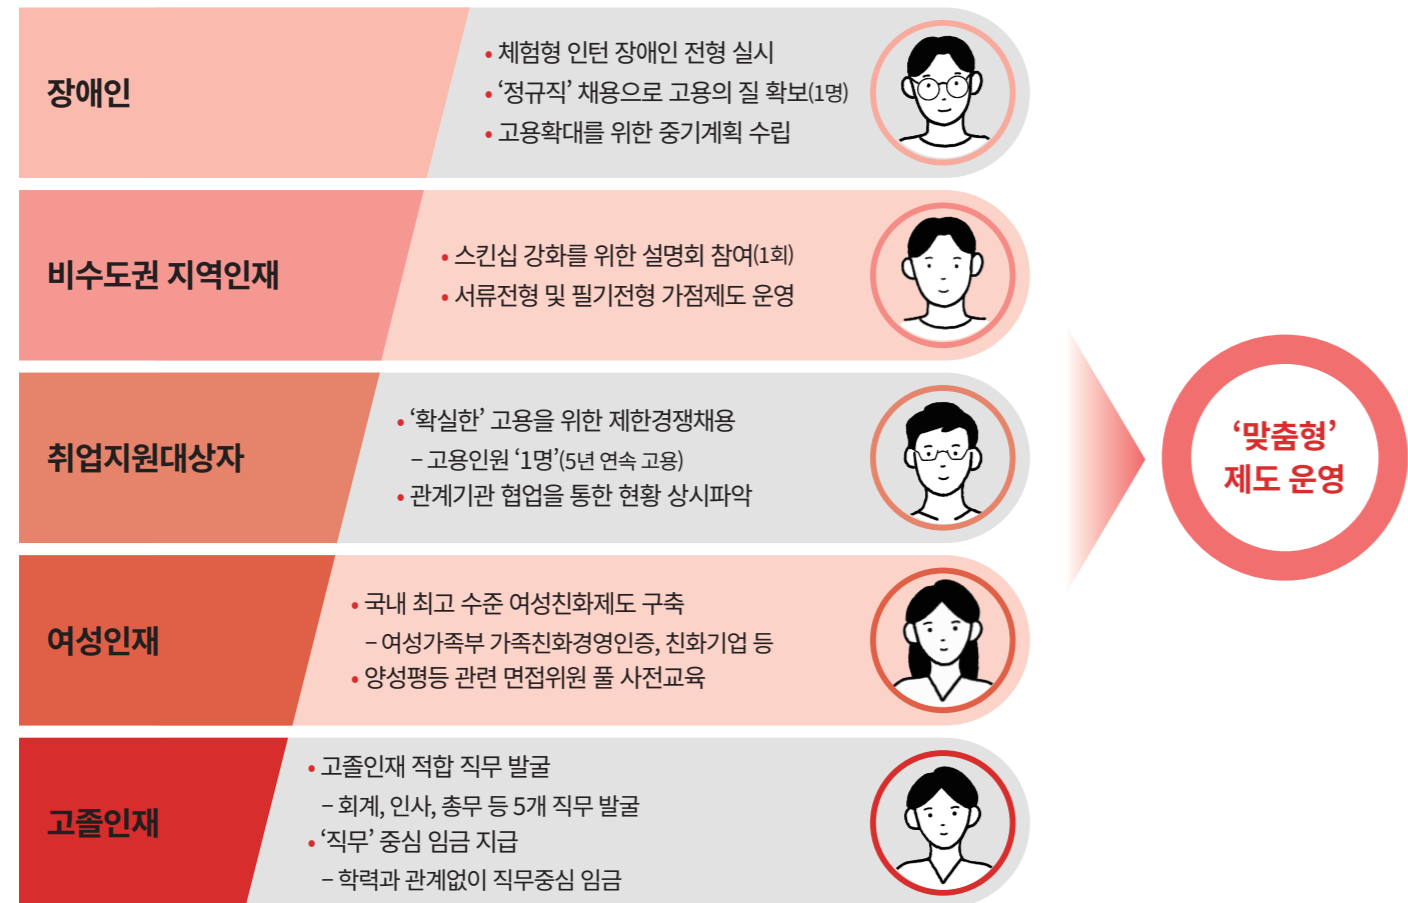 장애인
• 체험형 인턴 장애인 전형 실시
• ‘정규직’ 채용으로 고용의 질 확보(1명)
• 고용확대를 위한 중기계획 수립
비수도권 지역인재
• 스킨십 강화를 위한 설명회 참여(1회)
• 서류전형 및 필기전형 가점제도 운영
취업지원대상자
• ‘확실한’ 고용을 위한 제한경쟁채용
– 고용인원 ‘1명’(5년 연속 고용)
• 관계기관 협업을 통한 현황 상시파악
여성인재
• 국내 최고 수준 여성친화제도 구축
– 여성가족부 가족친화경영인증, 친화기업 등
• 양성평등 관련 면접위원 풀 사전교육
고졸인재
• 고졸인재 적합 직무 발굴
– 회계, 인사, 총무 등 5개 직무 발굴
• ‘직무’ 중심 임금 지급
– 학력과 관계없이 직무중심 임금
‘맞춤형’
제도 운영